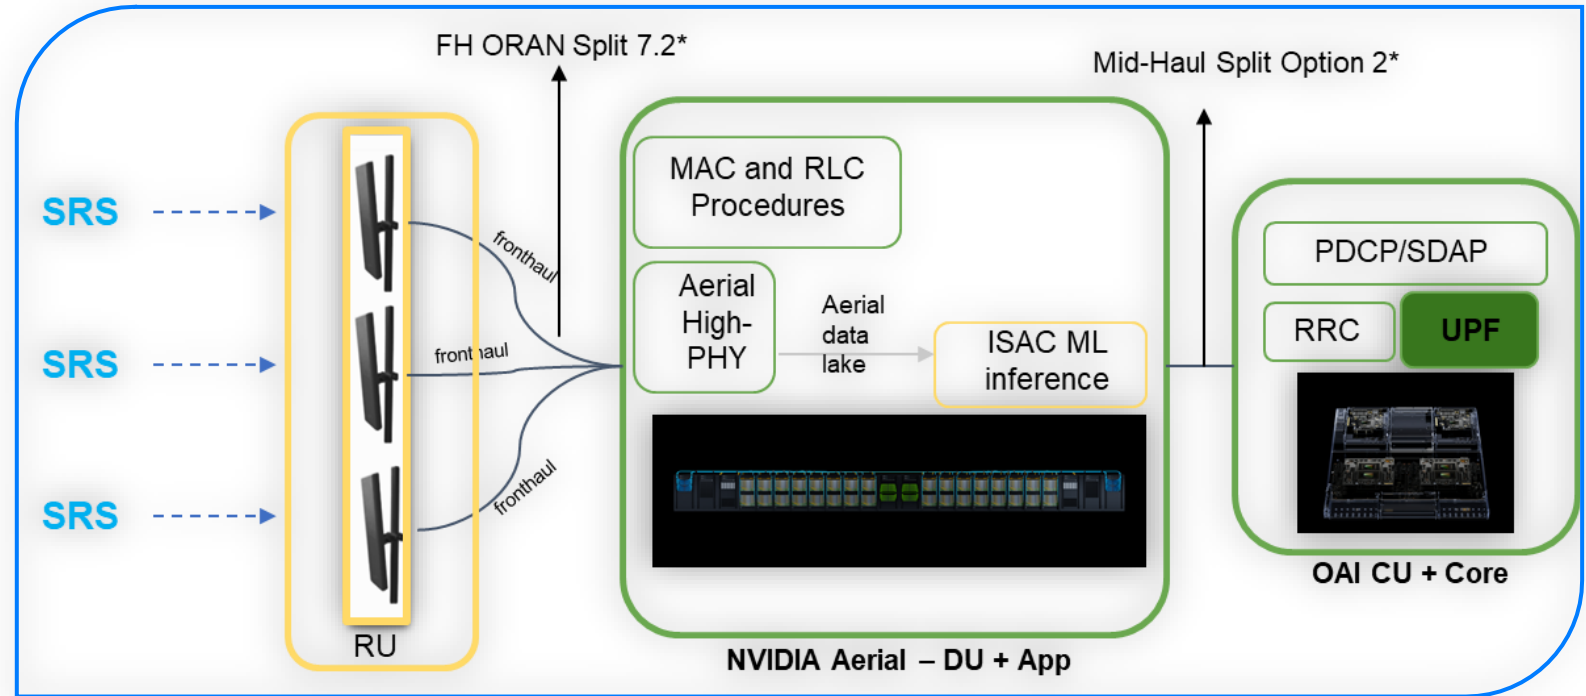 FH ORAN Split 7.2*
Mid-Haul Split Option 2*
SRS
SRS
SRS
fronthaul
fronthaul
fronthaul
RU
MAC and RLC
Procedures
Aerial
High-
PHY
Aerial
data
lake
ISAC ML
inference
NVIDIA Aerial – DU + App
PDCP/SDAP
RRC
UPF
OAI CU + Core